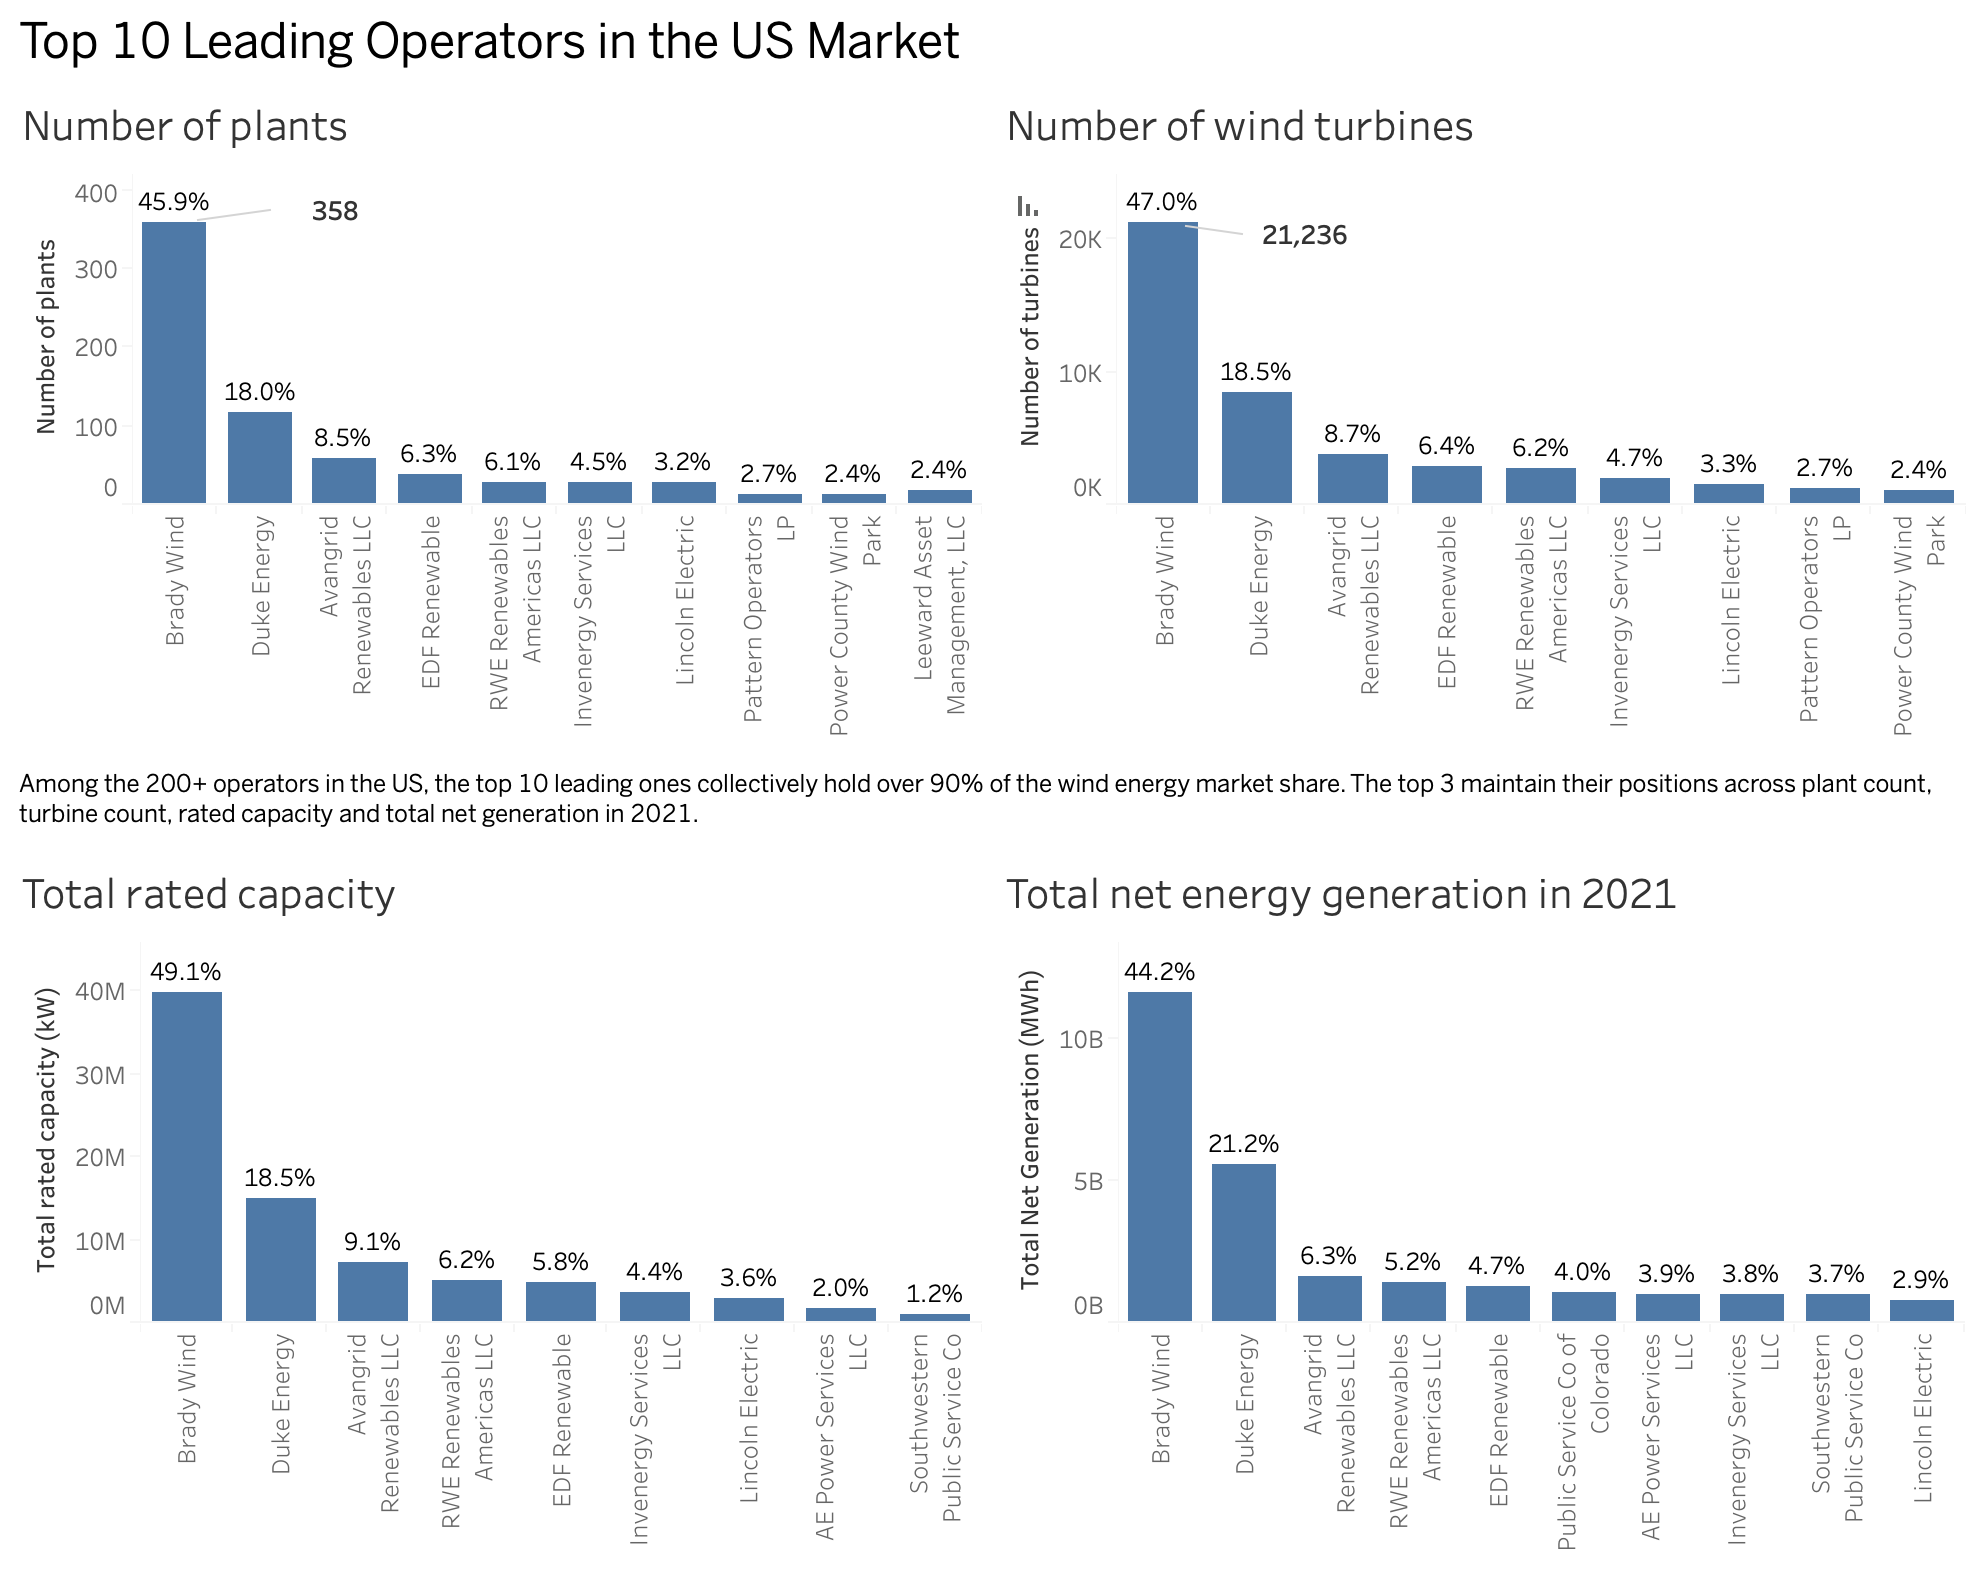 Top 10 Leading Operators in the US Market
Number of plants
Number of plants
400
300
200
100
0
45.9%
358
18.0%
8.5%
6.3%
6.1%
4.5%
3.2%
2.7%
2.4%
2.4%
Brady Wind
Duke Energy
Avangrid
Renewables LLC
EDF Renewable
RWE Renewables
Americas LLC
Invenergy Services
LLC
Lincoln Electric
Pattern Operators
LP
Power County Wind
Park
Leeward Asset
Management, LLC
Number of wind turbines
Number of turbines
20K
10K
0K
47.0%
21,236
18.5%
8.7%
6.4%
6.2%
4.7%
3.3%
2.7%
2.4%
Brady Wind
Duke Energy
Avangrid
Renewables LLC
EDF Renewable
RWE Renewables
Americas LLC
Invenergy Services
LLC
Lincoln Electric
Pattern Operators
LP
Power County Wind
Park
Among the 200+ operators in the US, the top 10 leading ones collectively hold over 90% of the wind energy market share. The top 3 maintain their positions across plant count,
turbine count, rated capacity and total net generation in 2021.
Total rated capacity
Total rated capacity (kW)
40M
30M
20M
10M
0M
49.1%
18.5%
9.1%
6.2%
5.8%
4.4%
3.6%
2.0%
1.2%
Brady Wind
Duke Energy
Avangrid
Renewables LLC
RWE Renewables
Americas LLC
EDF Renewable
Invenergy Services
LLC
Lincoln Electric
AE Power Services
LLC
Southwestern
Public Service Co
Total net energy generation in 2021
Total Net Generation (MWh)
10B
5B
0B
44.2%
21.2%
6.3%
5.2%
4.7%
4.0%
3.9%
3.8%
3.7%
2.9%
Brady Wind
Duke Energy
Avangrid
Renewables LLC
RWE Renewables
Americas LLC
EDF Renewable
Public Service Co of
Colorado
AE Power Services
LLC
Invenergy Services
LLC
Southwestern
Public Service Co
Lincoln Electric